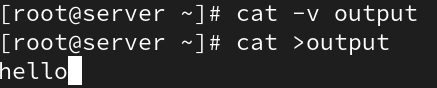 [root@server ~]# cat -v output
[root@server ~]# cat >output
hello